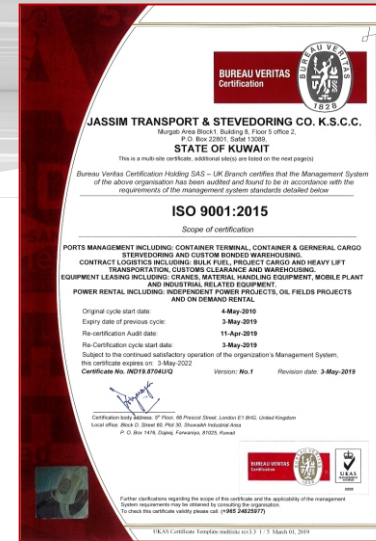 BUREAU VERITAS
Certification
BUREAU VERITAS
1828
JASSIM TRANSPORT & STEVEDORING CO. K.S.C.C.
Murgab Area Block1, Building 8, Floor 5 office 2,
P.O. Box 22801, Safat 13089,
STATE OF KUWAIT
This is a multi-site certificate, additional site(s) are listed on the next page(s)
Bureau Veritas Certification Holding SAS – UK Branch certifies that the Management System
of the above organisation has been audited and found to be in accordance with the
requirements of the management system standards detailed below
ISO 9001:2015
Scope of certification
PORTS MANAGEMENT INCLUDING: CONTAINER TERMINAL, CONTAINER & GERNERAL CARGO
STERVEDORING AND CUSTOM BONDED WAREHOUSING.
CONTRACT LOGISTICS INCLUDING: BULK FUEL, PROJECT CARGO AND HEAVY LIFT
TRANSPORTATION, CUSTOMS CLEARANCE AND WAREHOUSING.
EQUIPMENT LEASING INCLUDING: CRANES, MATERIAL HANDLING EQUIPMENT, MOBILE PLANT
AND INDUSTRIAL RELATED EQUIPMENT.
POWER RENTAL INCLUDING: INDEPENDENT POWER PROJECTS, OIL FIELDS PROJECTS
AND ON DEMAND RENTAL
Original cycle start date: 4-May-2010
Expiry date of previous cycle: 3-May-2019
Re-certification Audit date: 11-Apr-2019
Re-Certification cycle start date: 3-May-2019
Subject to the continued satisfactory operation of the organization's Management System,
this certificate expires on: 3-May-2022
Certificate No. IND19.8704U/Q Version: No.1 Revision date: 3-May-2019
Certification body address: 5th Floor, 66 Prescot Street, London E1 8HG, United Kingdom
Local office: Block D, Street 60, Plot 30, Shuwaikh Industrial Area
P. O. Box 1476, Dajeej, Farwaniya, 81025, Kuwait
BUREAU VERITAS
Certification
UKAS
MANAGEMENT
SYSTEMS
Further clarifications regarding the scope of this certificate and the applicability of the management
System requirements may be obtained by consulting the organisation.
To check this certificate validity please call: (+965 24825977)
UKAS Certificate Template multisite rev3.3 1 / 5 March 01, 2019